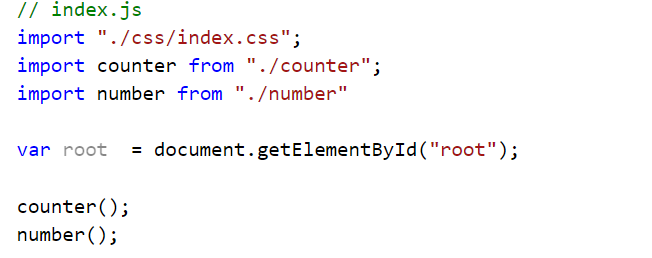 // index.js
import "./css/index.css";
import counter from "./counter";
import number from "./number"
var root  = document.getElementById("root");
counter();
number();